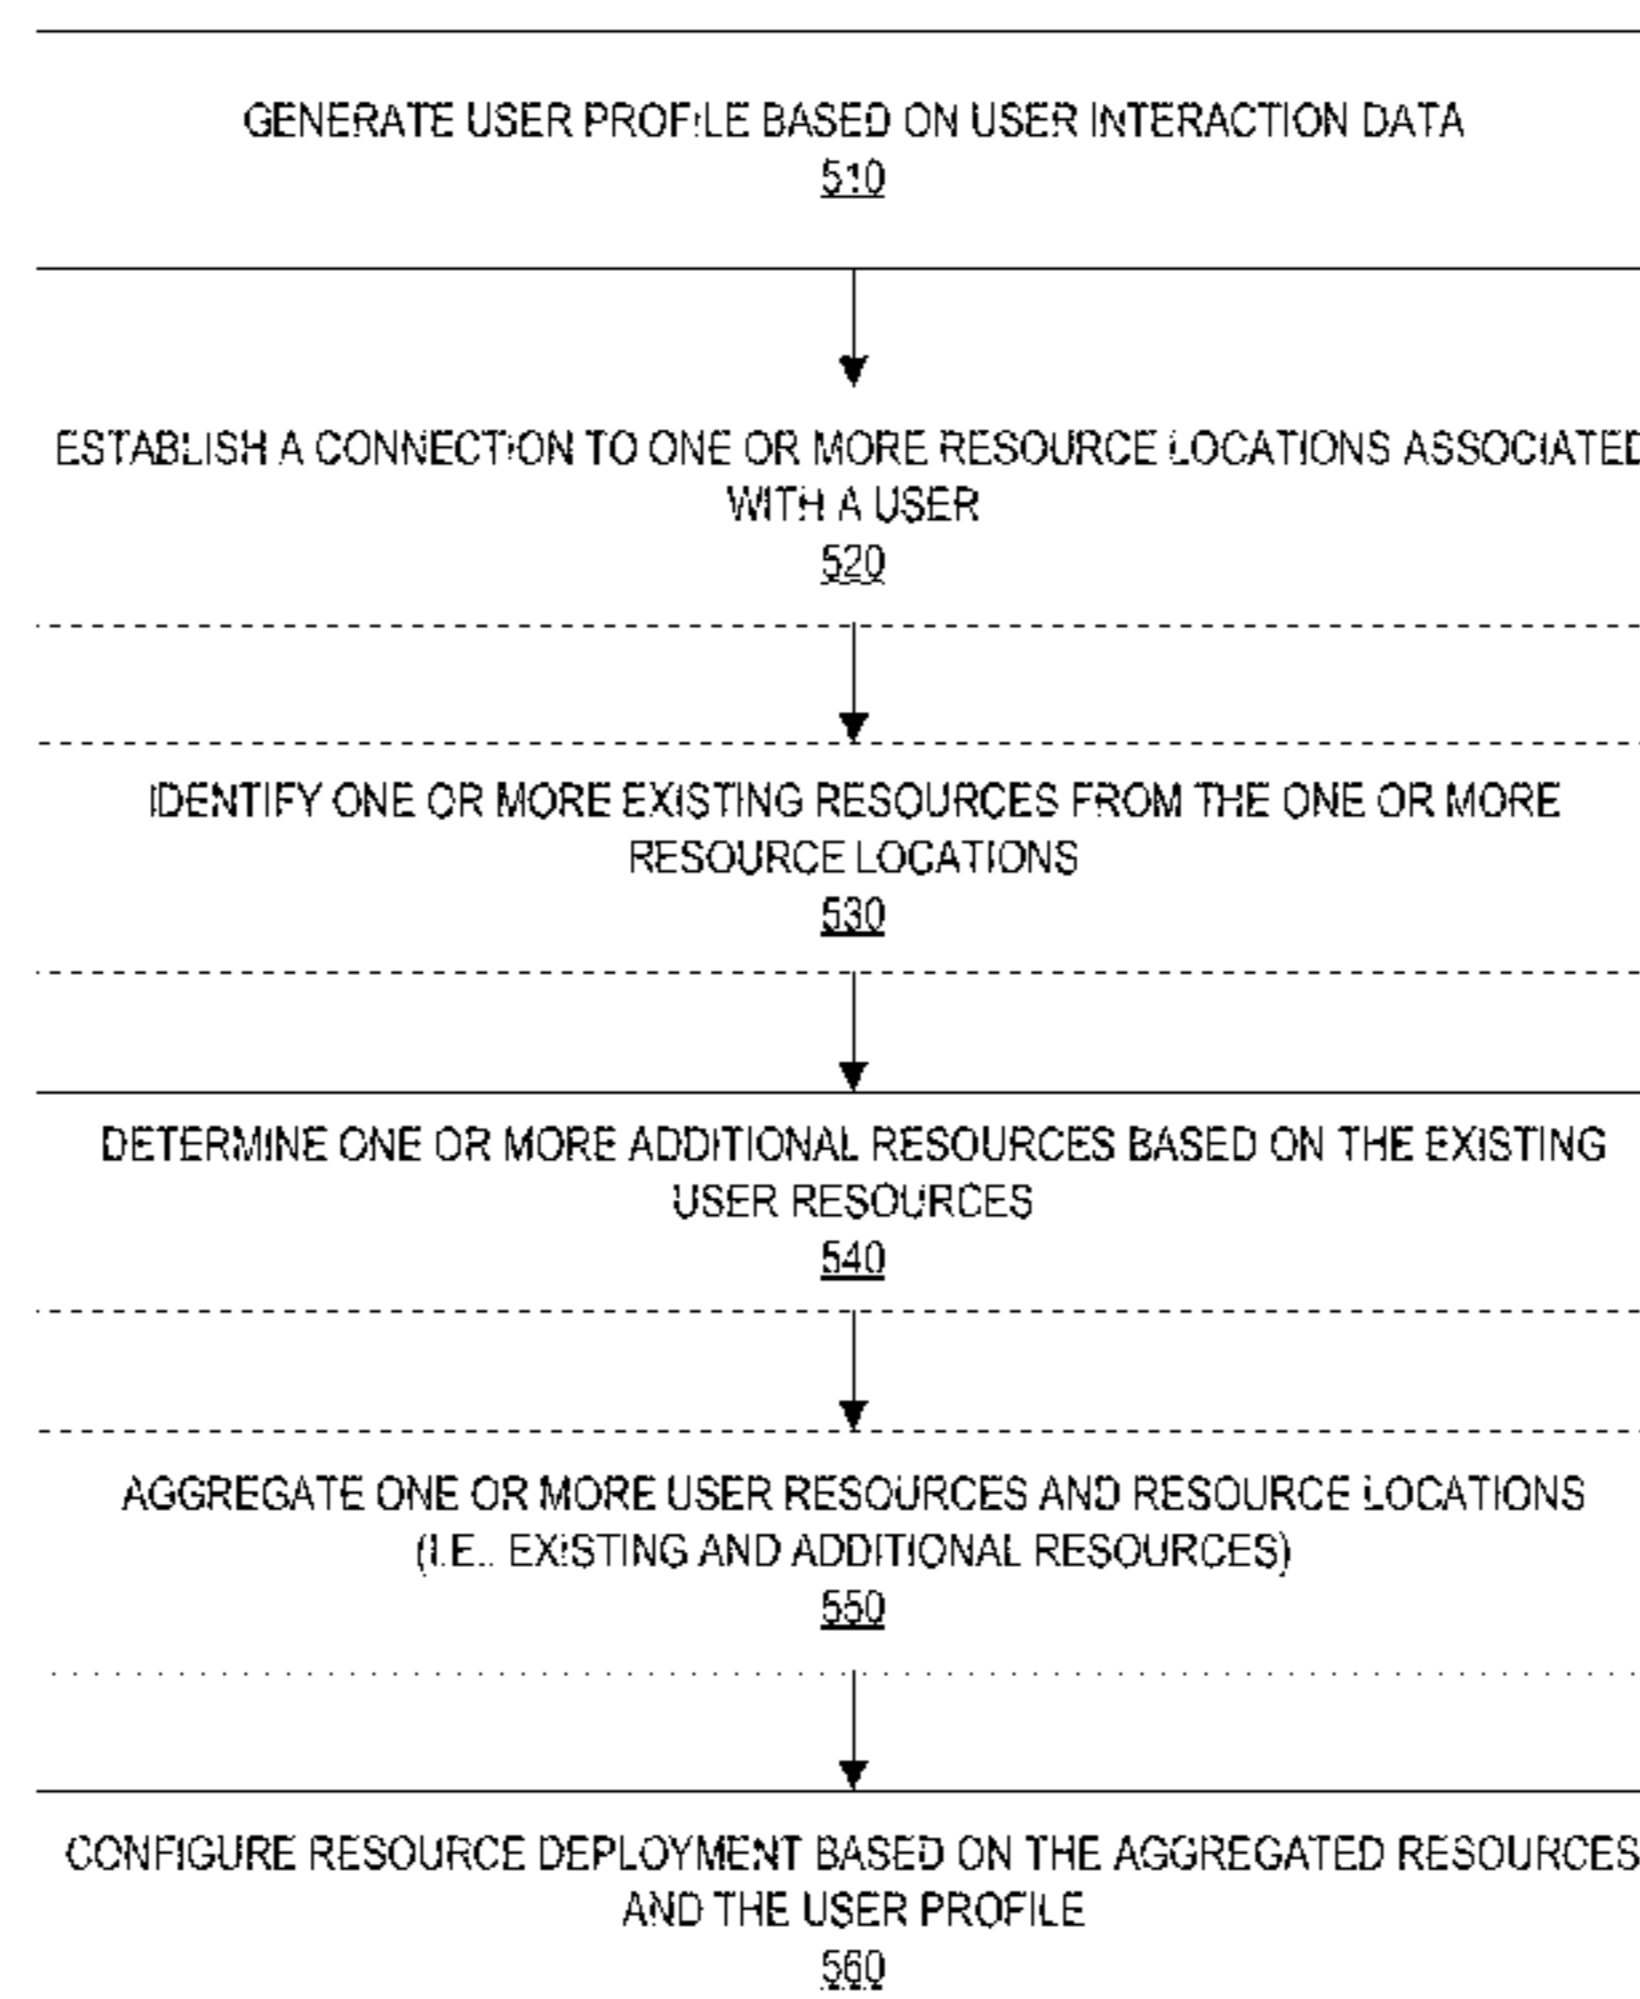 GENERATE USER PROFILE BASED ON USER INTERACTION DATA
510
ESTABLISH A CONNECTION TO ONE OR MORE RESOURCE LOCATIONS ASSOCIATED
WITH A USER
520
IDENTIFY ONE OR MORE EXISTING RESOURCES FROM THE ONE OR MORE
RESOURCE LOCATIONS
530
DETERMINE ONE OR MORE ADDITIONAL RESOURCES BASED ON THE EXISTING
USER RESOURCES
540
AGGREGATE ONE OR MORE USER RESOURCES AND RESOURCE LOCATIONS
(I.E.. EXISTING AND ADDITIONAL RESOURCES)
550
CONFIGURE RESOURCE DEPLOYMENT BASED ON THE AGGREGATED RESOURCES
AND THE USER PROFILE
560